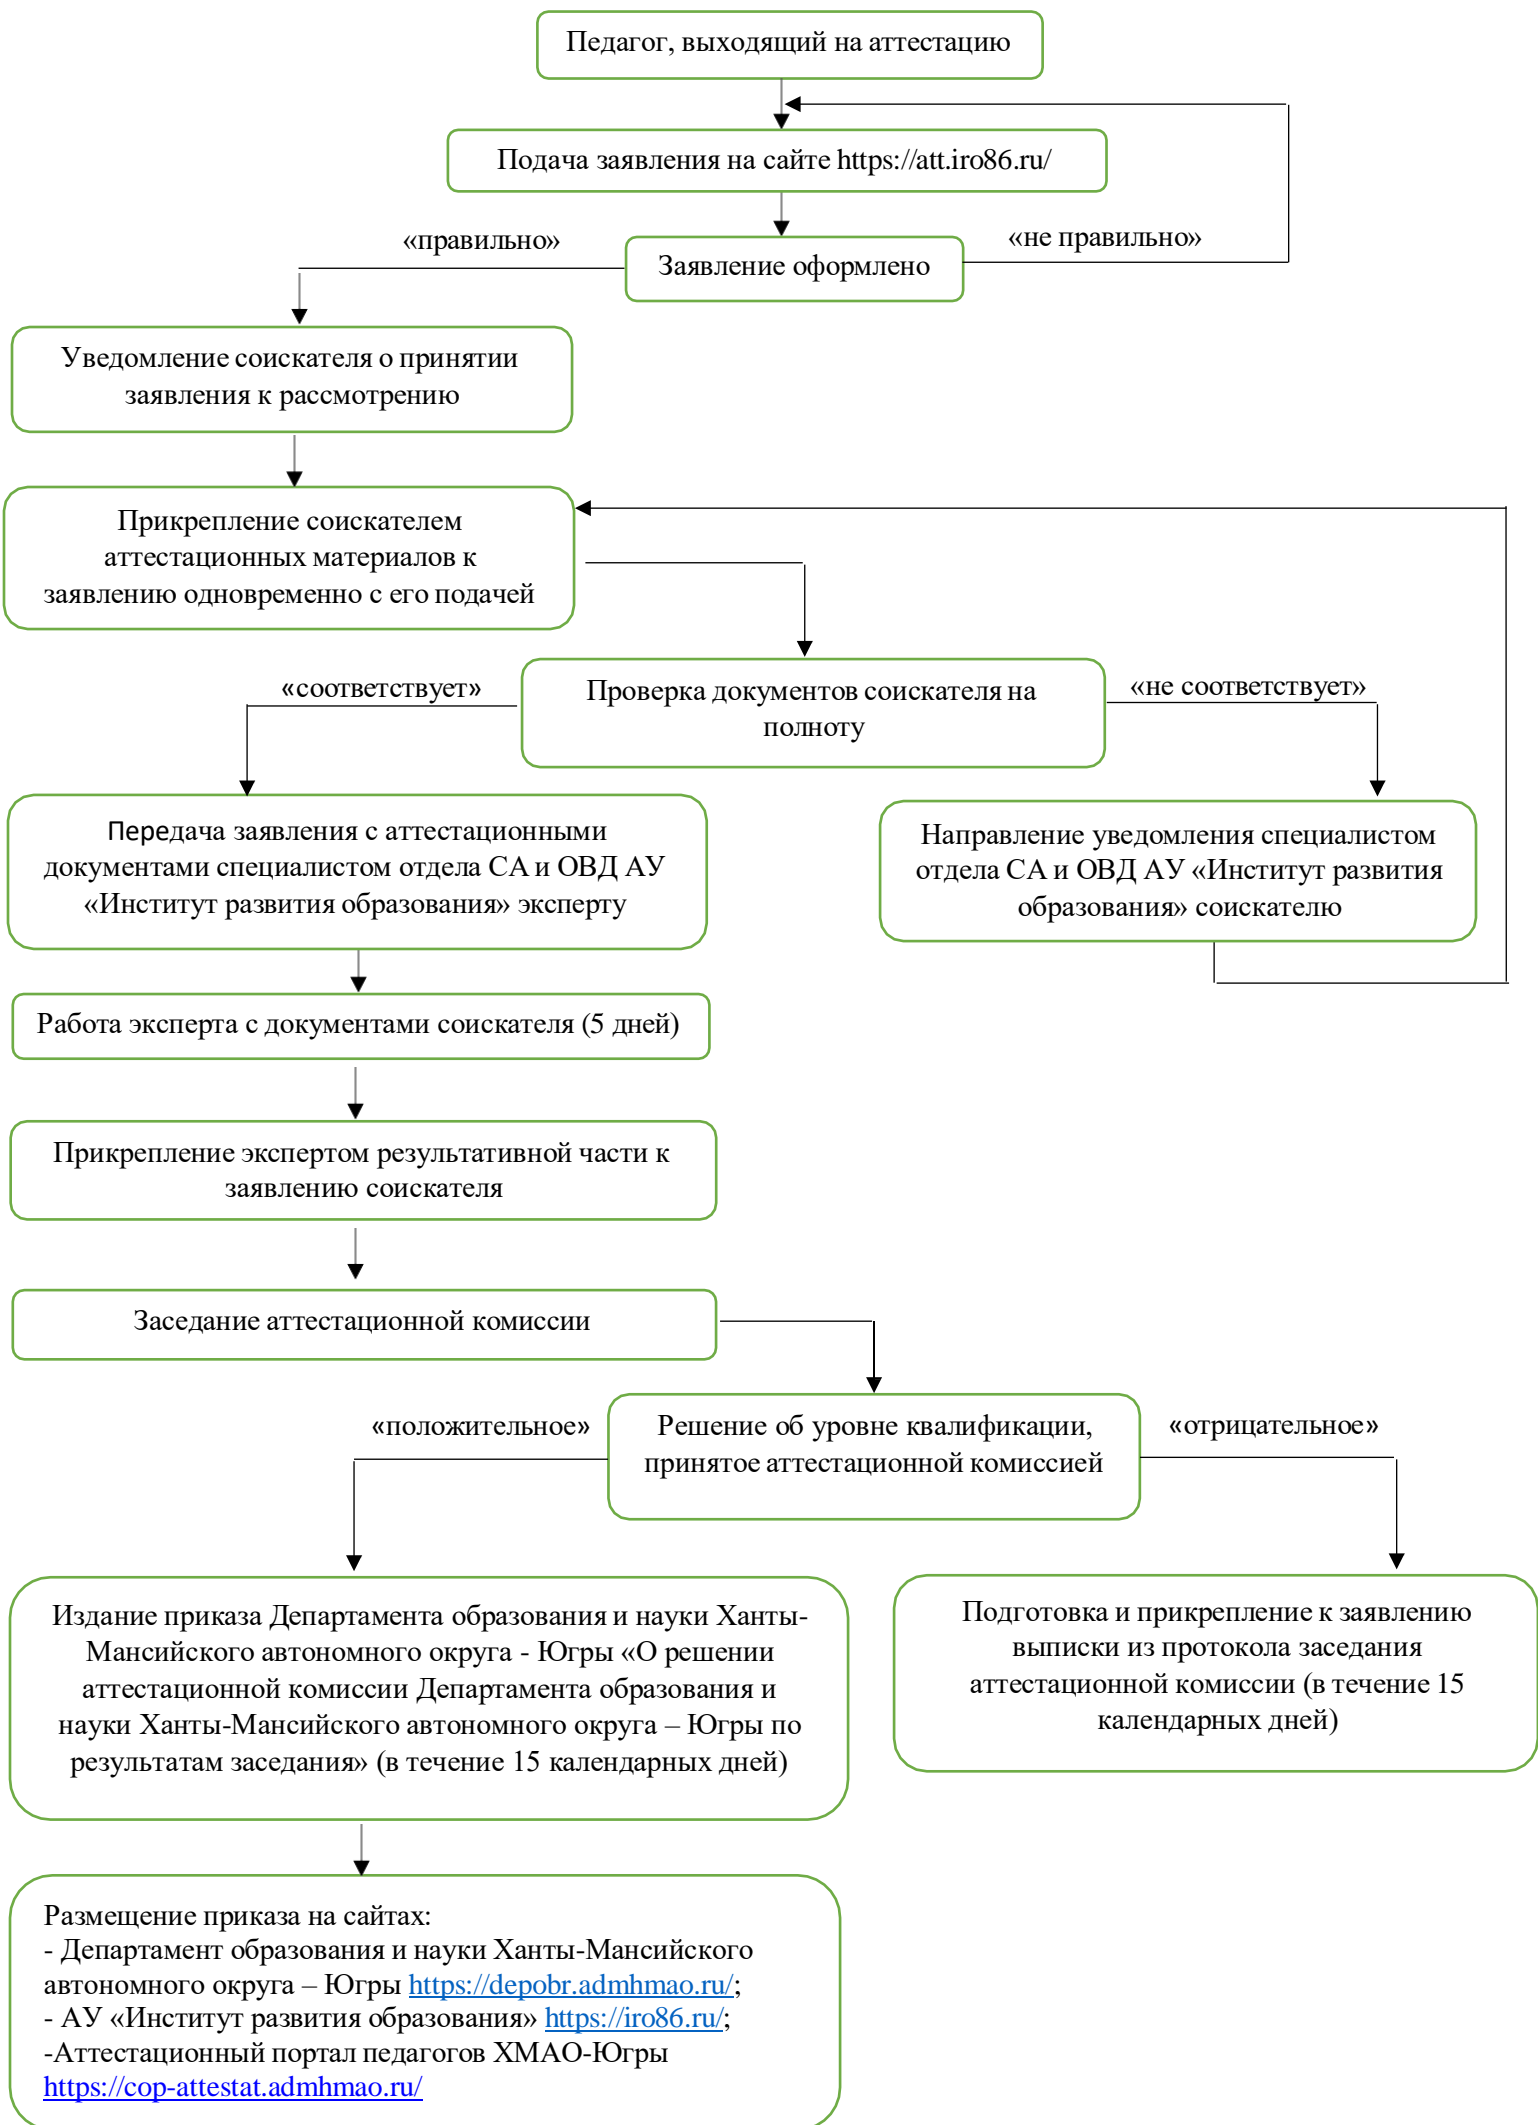 Педагог, выходящий на аттестацию
Подача заявления на сайте https://att.iro86.ru/
«правильно»
«не правильно»
Заявление оформлено
Уведомление соискателя о принятии
заявления к рассмотрению
Прикрепление соискателем
аттестационных материалов к
заявлению одновременно с его подачей
«соответствует»
Проверка документов соискателя на
полноту
«не соответствует»
Передача заявления с аттестационными
документами специалистом отдела СА и ОВД АУ
«Институт развития образования» эксперту
Направление уведомления специалистом
отдела СА и ОВД АУ «Институт развития
образования» соискателю
Работа эксперта с документами соискателя (5 дней)
Прикрепление экспертом результативной части к
заявлению соискателя
Заседание аттестационной комиссии
«положительное»
Решение об уровне квалификации,
принятое аттестационной комиссией
«отрицательное»
Издание приказа Департамента образования и науки Ханты-
Мансийского автономного округа - Югры «О решении
аттестационной комиссии Департамента образования и
науки Ханты-Мансийского автономного округа – Югры по
результатам заседания» (в течение 15 календарных дней)
Подготовка и прикрепление к заявлению
выписки из протокола заседания
аттестационной комиссии (в течение 15
календарных дней)
Размещение приказа на сайтах:
- Департамент образования и науки Ханты-Мансийского
автономного округа – Югры https://depobr.admhmao.ru/;
- АУ «Институт развития образования» https://iro86.ru/;
-Аттестационный портал педагогов ХМАО-Югры
https://cop-attestat.admhmao.ru/